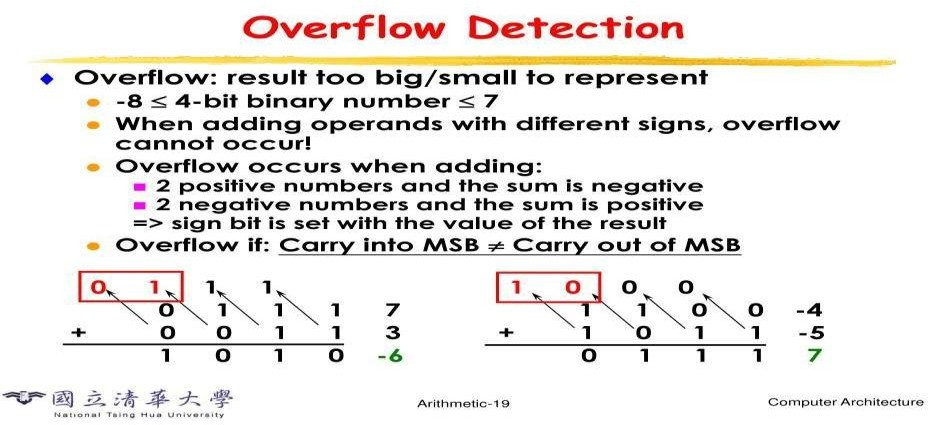 Overflow Detection
Overflow: result too big/small to represent
-8 ≤ 4-bit binary number ≤ 7
When adding operands with different signs, overflow
cannot occur!
Overflow occurs when adding:
2 positive numbers and the sum is negative
2 negative numbers and the sum is positive
=> sign bit is set with the value of the result
Overflow if: Carry into MSB ≠ Carry out of MSB
0 1 1 1
0 1 1 1 7
+ 0 0 1 1 3
1 0 1 0 -6
1 0 0 0
1 1 0 0 -4
+ 1 0 1 1 -5
0 1 1 1 7
國立清華大學
National Tsing Hua University
Arithmetic-19
Computer Architecture